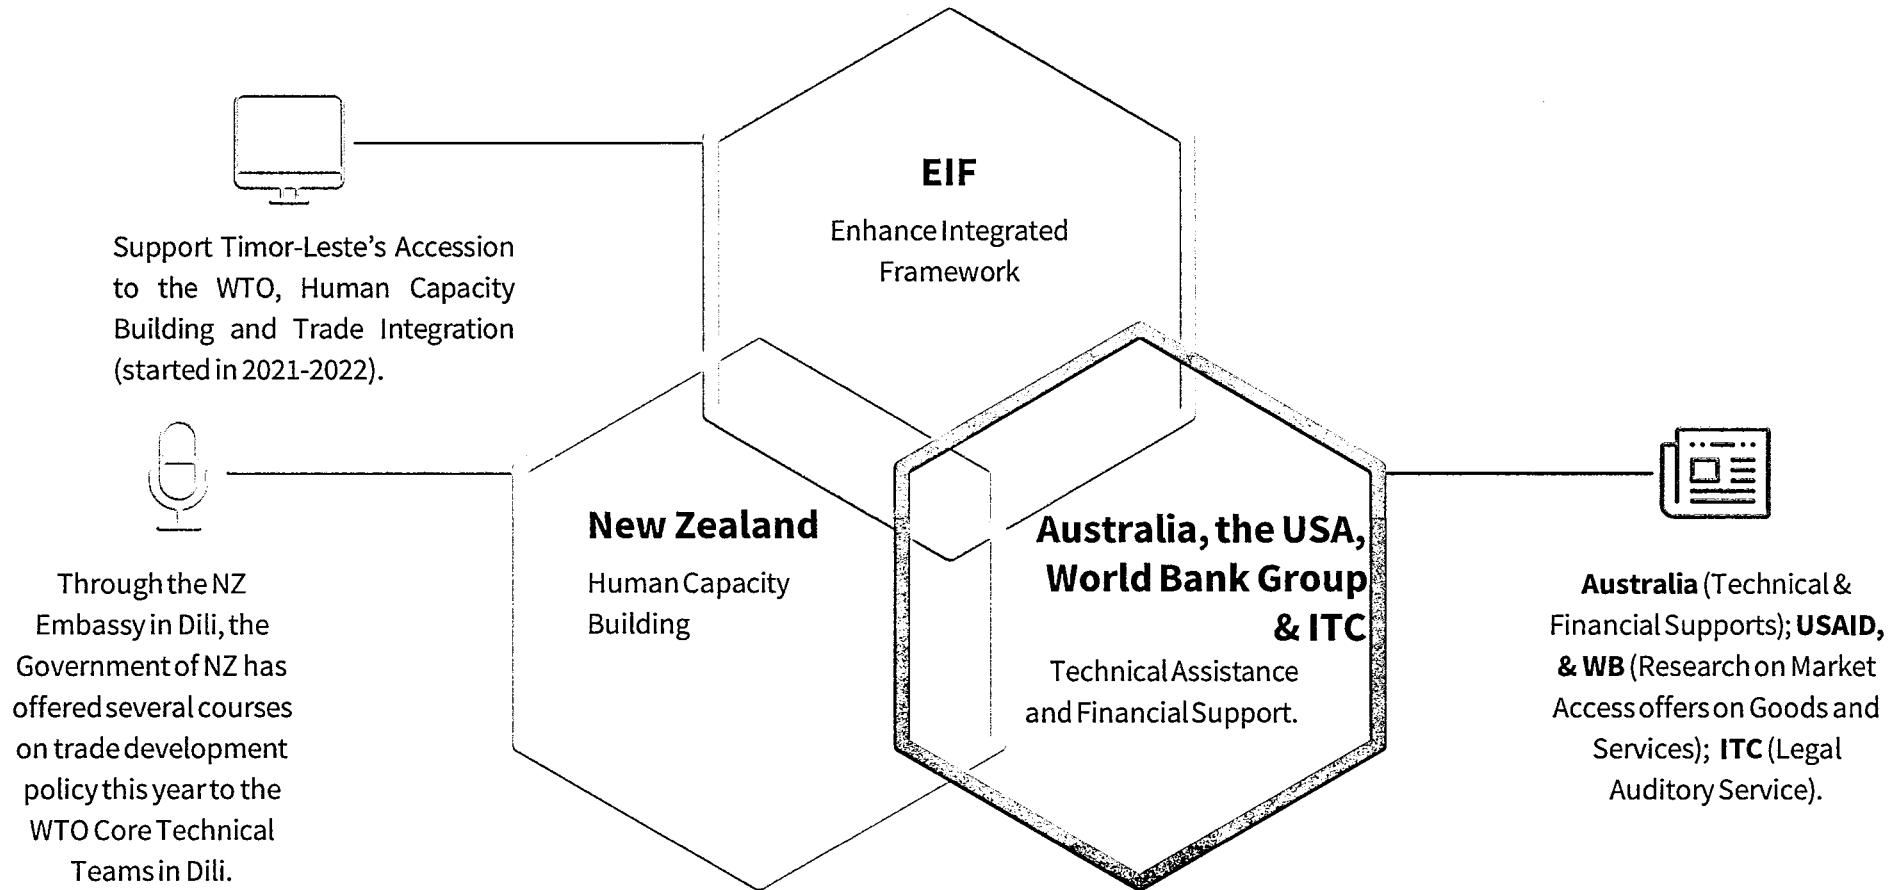 EIF
Enhance Integrated
Framework
Support Timor-Leste's Accession
to the WTO, Human Capacity
Building and Trade Integration
(started in 2021-2022).
New Zealand
Human Capacity
Building
Through the NZ
Embassy in Dili, the
Government of NZ has
offered several courses
on trade development
policy this year to the
WTO Core Technical
Teams in Dili.
Australia, the USA,
World Bank Group
& ITC
Technical Assistance
and Financial Support.
Australia (Technical &
Financial Supports); USAID,
& WB (Research on Market
Access offers on Goods and
Services); ITC (Legal
Auditory Service).